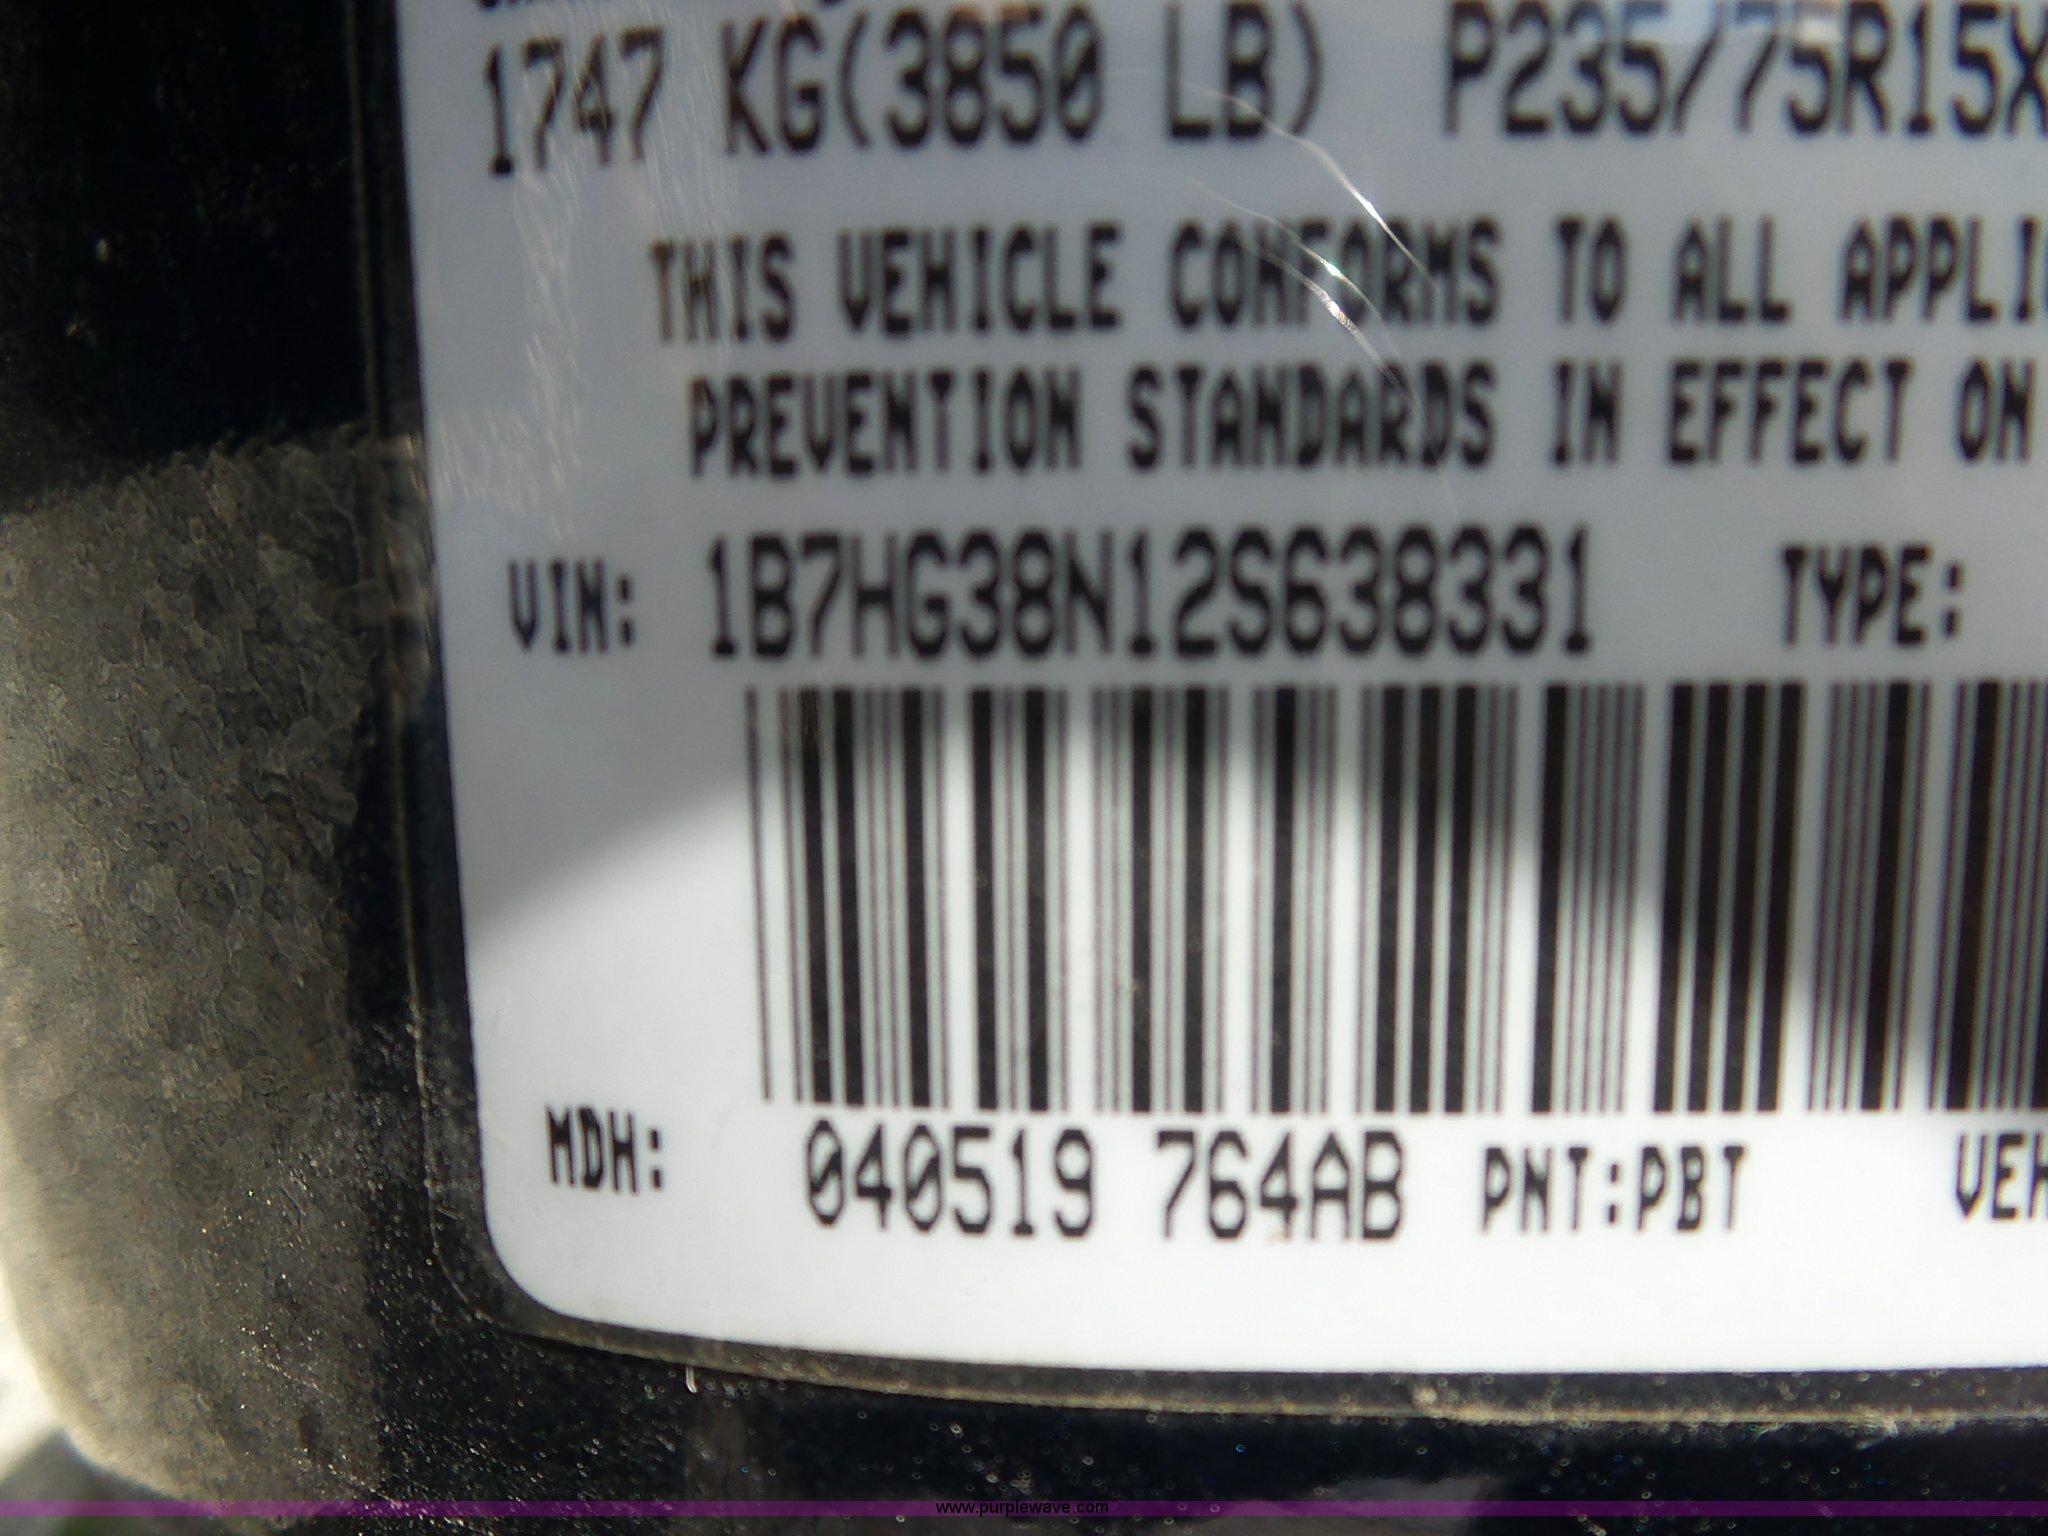 1747 KG(3850 LB) P235/75R15X
THIS VEHICLE CONFORMS TO ALL APPLI
PREVENTION STANDARDS IN EFFECT ON
VIN: 1B7HG38N12S638331 TYPE:
MDH: 040519 764AB PNT:PBT VEH
www.purplewave.com